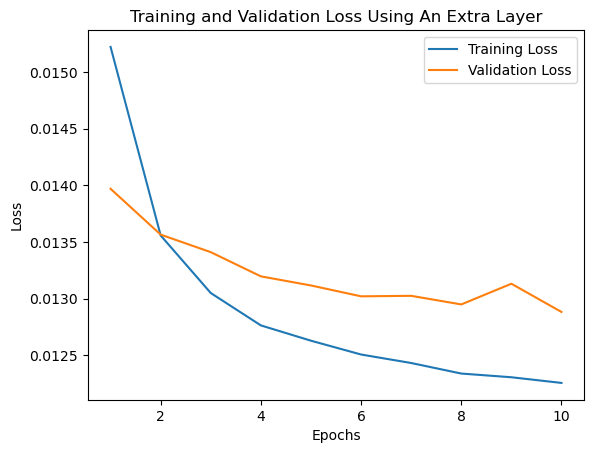 Training and Validation Loss Using An Extra Layer
Training Loss
Validation Loss
Loss
0.0150
0.0145
0.0140
0.0135
0.0130
0.0125
2 4 6 8 10
Epochs